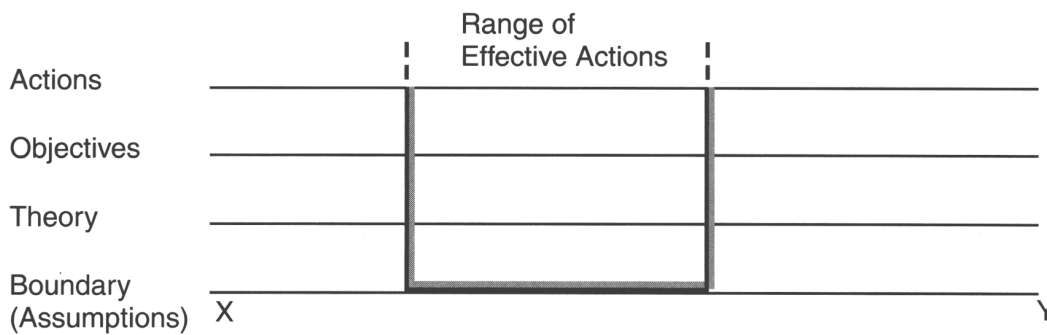 Range of
Effective Actions
Actions
Objectives
Theory
Boundary
(Assumptions)
X
Y